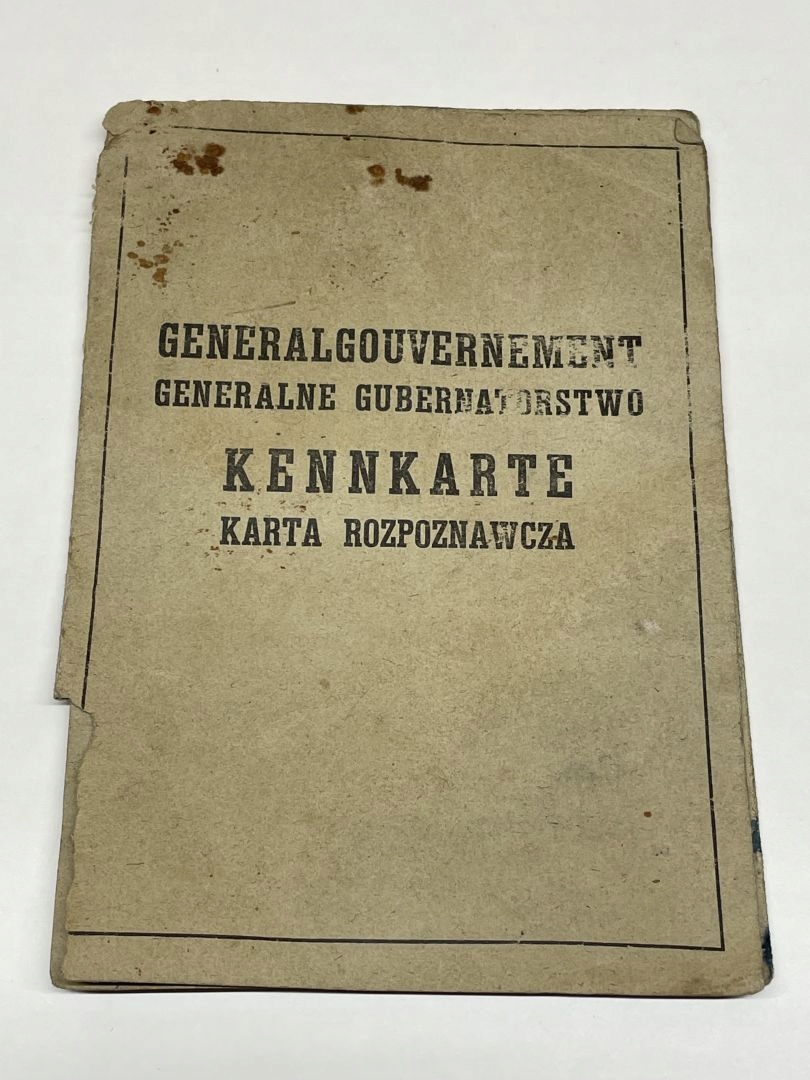 GENERALGOUVERNEMENT
GENERALNE GUBERNATORSTWO
KENNKARTE
KARTA ROZPOZNAWCZA